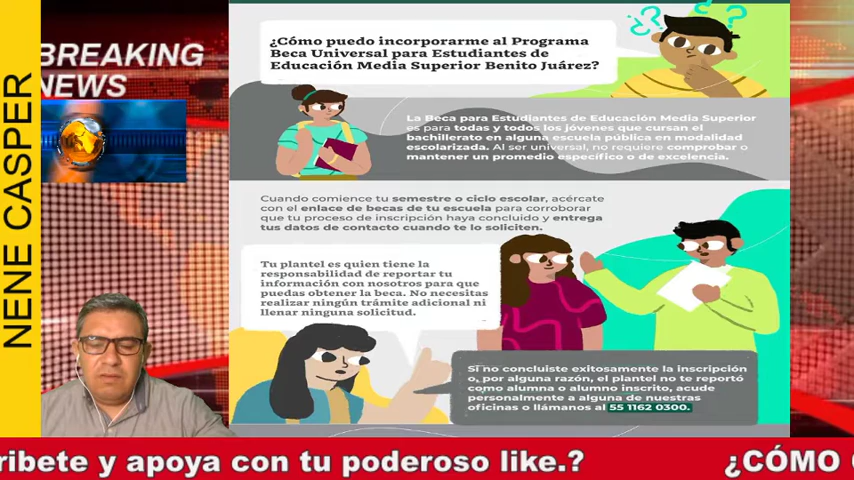 NENE CASPER
BREAKING
NEWS
¿Cómo puedo incorporarme al Programa
Beca Universal para Estudiantes de
Educación Media Superior Benito Juárez?
La Beca para Estudiantes de Educación Media Superior
es para todas y todos los jóvenes que cursan el
bachillerato en alguna escuela pública en modalidad
escolarizada. Al ser universal, no requiere comprobar o
mantener un promedio específico o de excelencia.
Cuando comience tu semestre o ciclo escolar, acércate
con el enlace de becas de tu escuela para corroborar
que tu proceso de inscripción haya concluido y entrega
tus datos de contacto cuando te lo soliciten.
Tu plantel es quien tiene la
responsabilidad de reportar tu
información con nosotros para que
puedas obtener la beca. No necesitas
realizar ningún trámite adicional ni
llenar ninguna solicitud.
Si no concluiste exitosamente la inscripción
o, por alguna razón, el plantel no te reportó
como alumna o alumno inscrito, acude
personalmente a alguna de nuestras
oficinas o llámanos al 55 1162 0300.
ribete y apoya con tu poderoso like.? ¿CÓMO